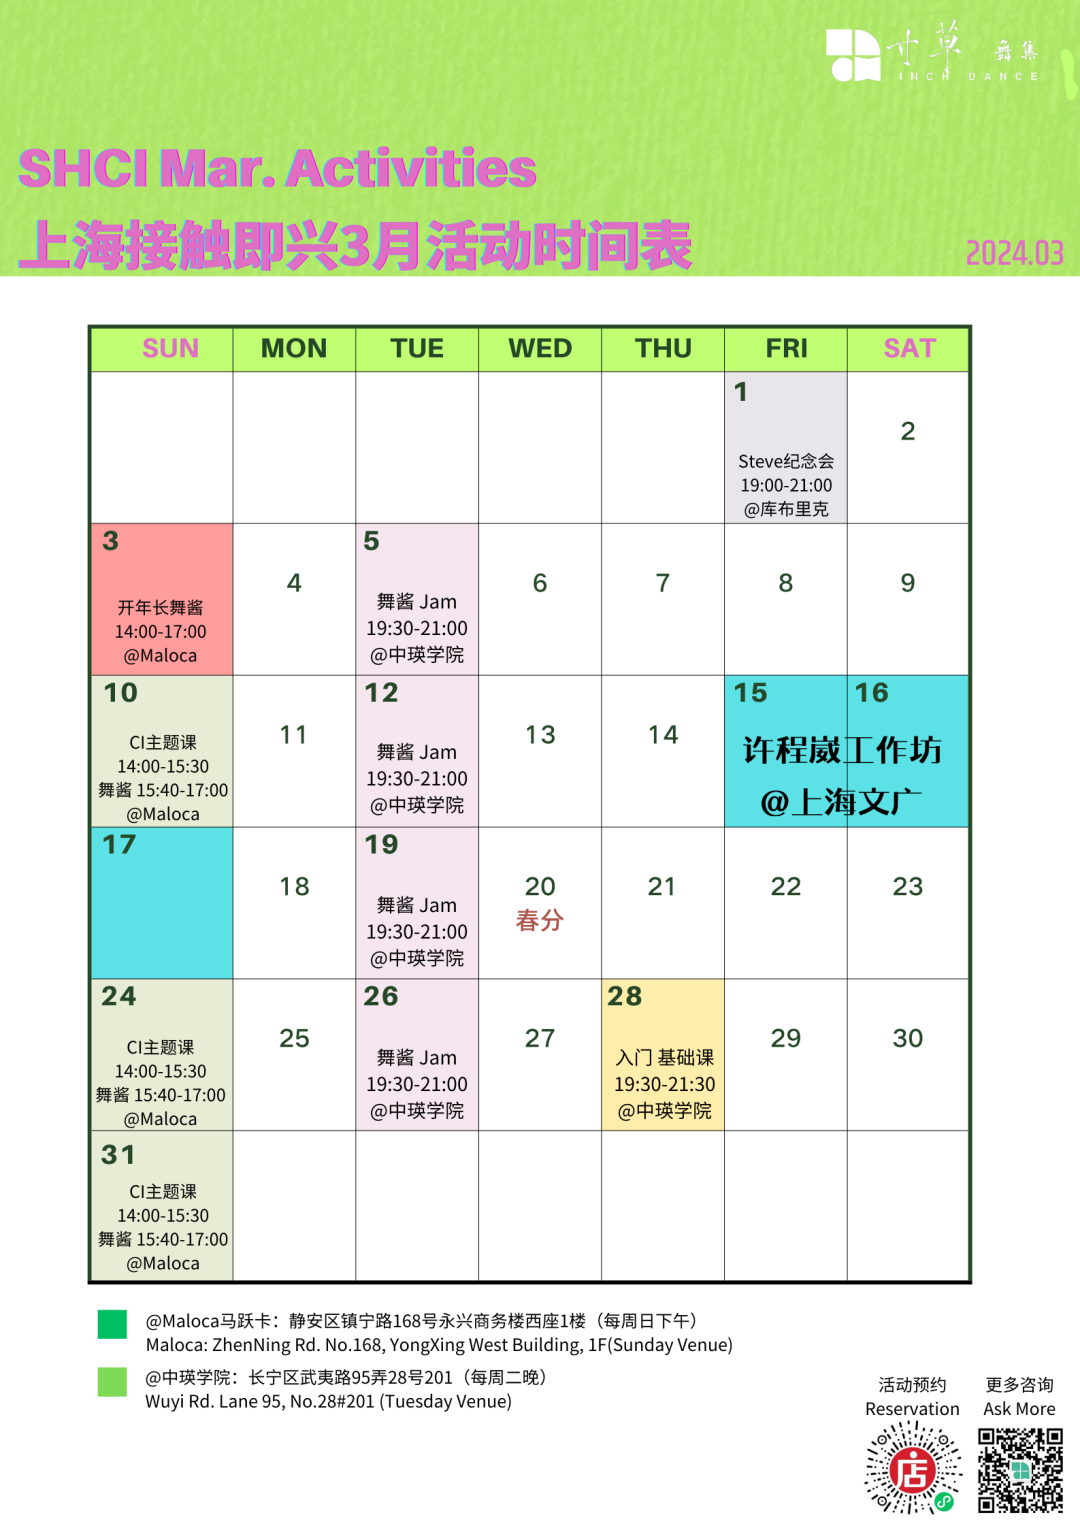 寸草 舞集
INCH DANCE
SHCI Mar. Activities
上海接触即兴3月活动时间表
2024.03
SUN MON TUE WED THU FRI SAT
1
Steve纪念会
19:00-21:00
@库布里克
2
3
开年长舞酱
14:00-17:00
@Maloca
4
5
舞酱 Jam
19:30-21:00
@中瑛学院
6
7
8
9
10
CI主题课
14:00-15:30
舞酱 15:40-17:00
@Maloca
11
12
舞酱 Jam
19:30-21:00
@中瑛学院
13
14
15
16
许程崴工作坊
@上海文广
17
18
19
舞酱 Jam
19:30-21:00
@中瑛学院
20
春分
21
22
23
24
CI主题课
14:00-15:30
舞酱 15:40-17:00
@Maloca
25
26
舞酱 Jam
19:30-21:00
@中瑛学院
27
28
入门 基础课
19:30-21:30
@中瑛学院
29
30
31
CI主题课
14:00-15:30
舞酱 15:40-17:00
@Maloca
@Maloca马跃卡：静安区镇宁路168号永兴商务楼西座1楼（每周日下午）
Maloca: ZhenNing Rd. No.168, YongXing West Building, 1F(Sunday Venue)
@中瑛学院：长宁区武夷路95弄28号201（每周二晚）
Wuyi Rd. Lane 95, No.28#201 (Tuesday Venue)
活动预约
Reservation
店
更多咨询
Ask More